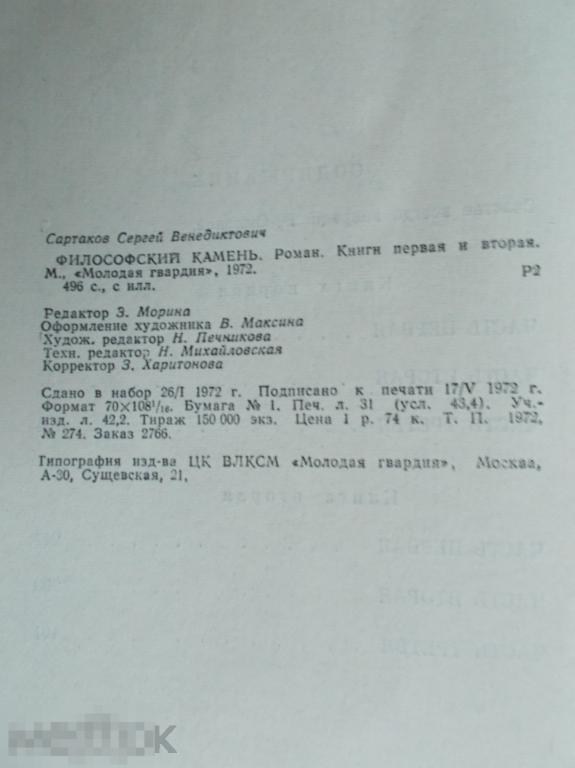 Сартаков Сергей Венедиктович
ФИЛОСОФСКИЙ КАМЕНЬ. Роман. Книги первая и вторая.
М., «Молодая гвардия», 1972.
496 с., с илл.
Р2
Редактор З. Морина
Оформление художника В. Максина
Худож. редактор Н. Печникова
Техн. редактор Н. Михайловская
Корректор З. Харитонова
Сдано в набор 26/I 1972 г. Подписано к печати 17/V 1972 г.
Формат 70×108¹/₁₆. Бумага № 1. Печ. л. 31 (усл. 43,4). Уч.-
изд. л. 42,2. Тираж 150 000 экз. Цена 1 р. 74 к. Т. П. 1972,
№ 274. Заказ 2766.
Типография изд-ва ЦК ВЛКСМ «Молодая гвардия», Москва,
А-30, Сущевская, 21,